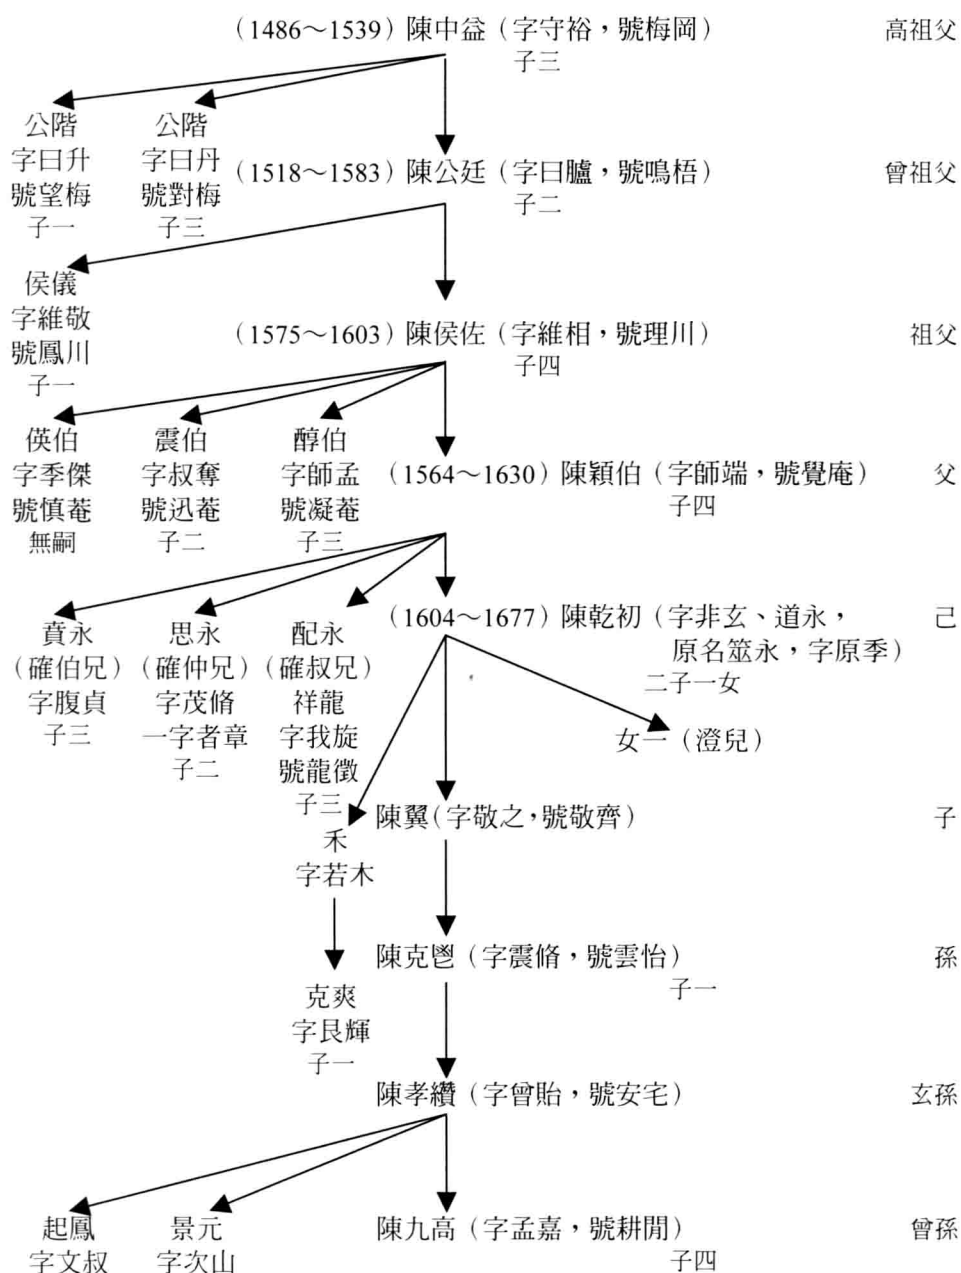 (1486～1539)陳中益(字守裕，號梅岡) 高祖父
子三
公階
字曰升
號望梅
子一
公階
字曰丹
號對梅
子三
(1518～1583)陳公廷(字曰臚，號鳴梧) 曾祖父
子二
侯儀
字維敬
號鳳川
子一
(1575～1603)陳侯佐(字維相，號理川) 祖父
子四
偀伯
字季傑
號慎菴
無嗣
震伯
字叔奪
號迅菴
子二
醇伯
字師孟
號凝菴
子三
(1564～1630)陳穎伯(字師端，號覺庵) 父
子四
賁永
(確伯兄)
字腹貞
子三
思永
(確仲兄)
字茂脩
一字者章
子二
配永
(確叔兄)
祥龍
字我旋
號龍徵
子三
(1604～1677)陳乾初(字非玄、道永， 己
原名筮永，字原季)
二子一女
女一(澄兒)
禾
字若木
陳翼(字敬之，號敬齊) 子
陳克鬯(字震脩，號雲怡) 孫
子一
克爽
字艮輝
子一
陳孝纘(字曾貽，號安宅) 玄孫
起鳳
字文叔
景元
字次山
陳九高(字孟嘉，號耕閒) 曾孫
子四